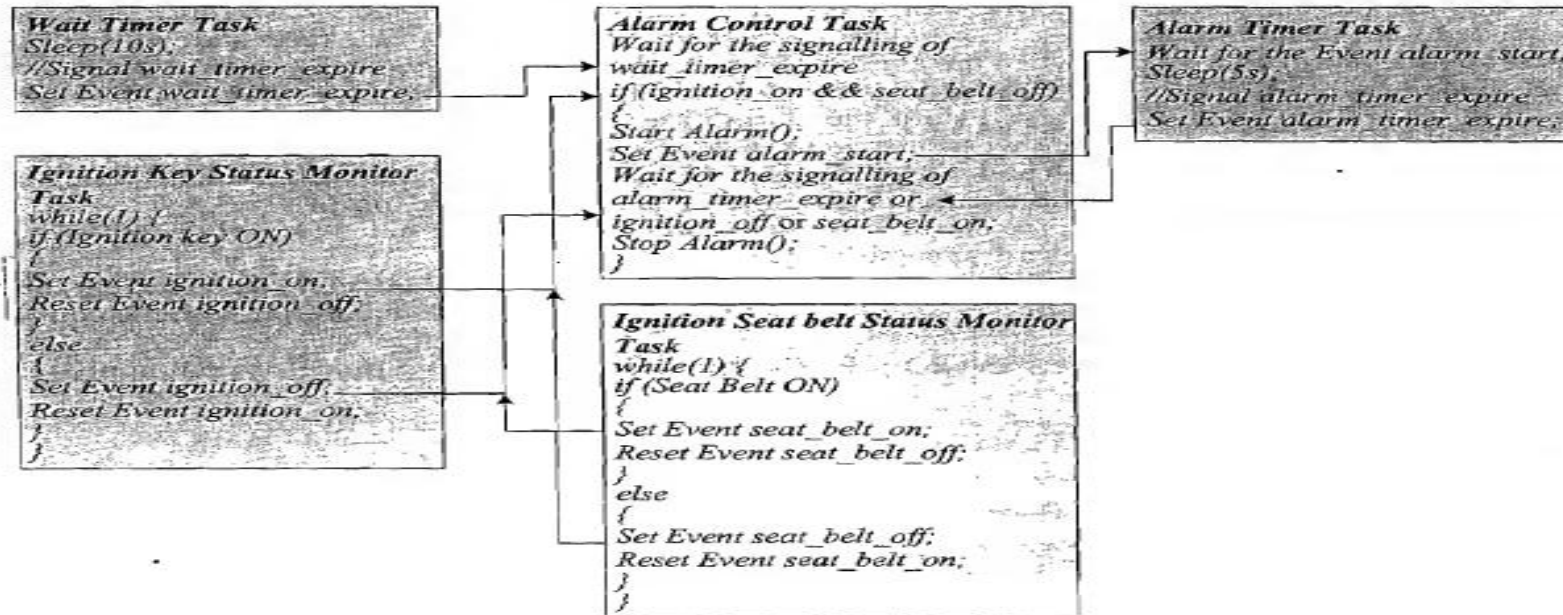 Wait Timer Task
Sleep(10s);
//Signal wait_timer_expire
Set Event wait_timer_expire;
Ignition Key Status Monitor
Task
while(1) {
if (Ignition key ON)
{
Set Event ignition_on;
Reset Event ignition_off;
}
else
{
Set Event ignition_off;
Reset Event ignition_on;
}
}
Alarm Control Task
Wait for the signalling of
wait_timer_expire
if (ignition_on && seat_belt_off)
{
Start Alarm();
Set Event alarm_start;
Wait for the signalling of
alarm_timer_expire or
ignition_off or seat_belt_on;
Stop Alarm();
}
Ignition Seat belt Status Monitor
Task
while(1) {
if (Seat Belt ON)
{
Set Event seat_belt_on;
Reset Event seat_belt_off;
}
else
{
Set Event seat_belt_off;
Reset Event seat_belt_on;
}
}
Alarm Timer Task
Wait for the Event alarm_start;
Sleep(5s);
//Signal alarm_timer_expire
Set Event alarm_timer_expire;